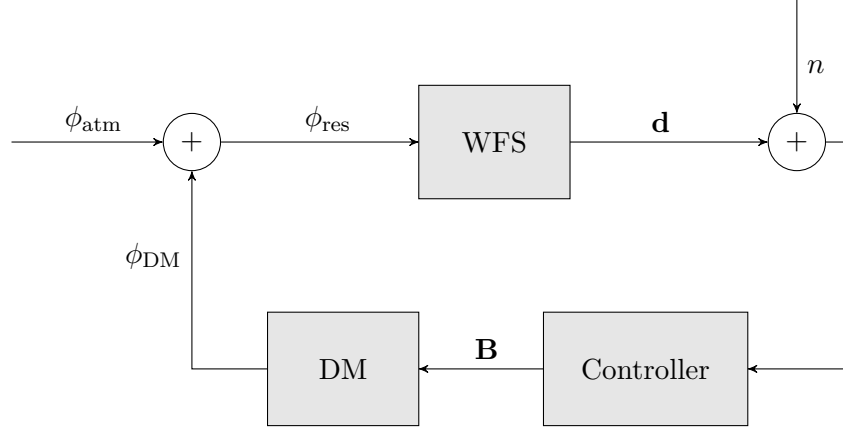 n
ϕatm
+
ϕres
WFS
d
+
ϕDM
DM
B
Controller